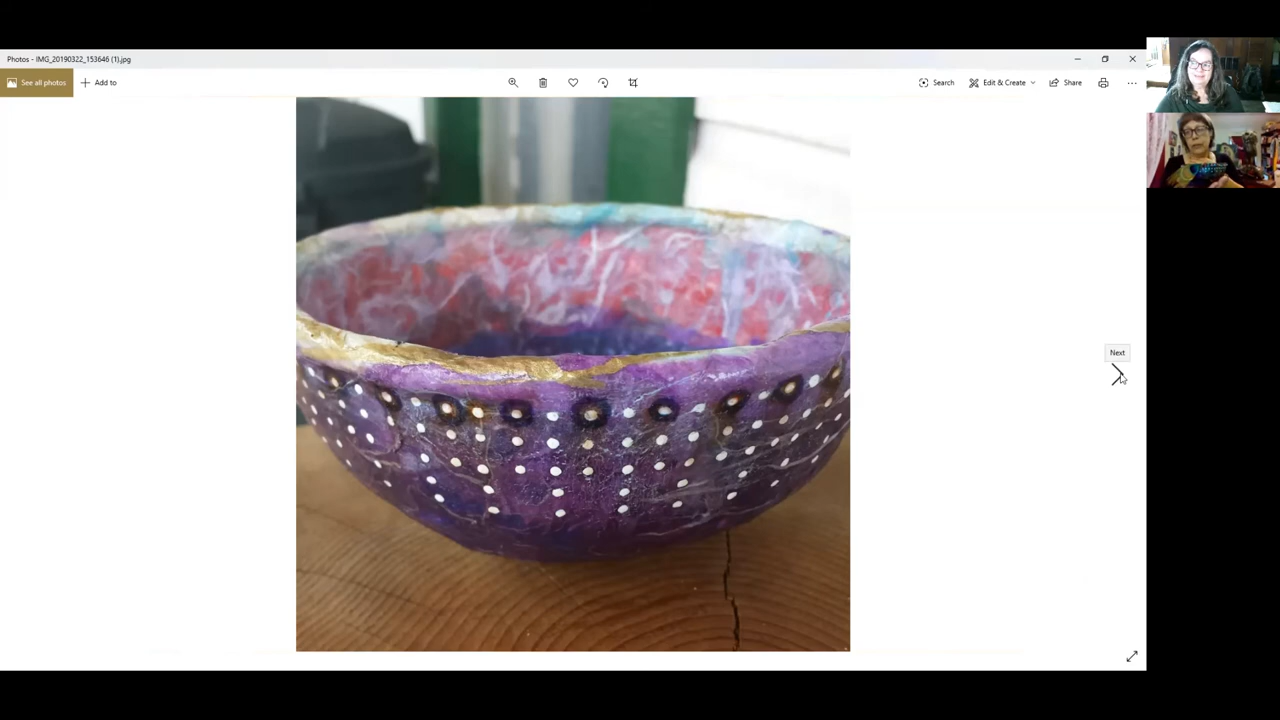 Photos - IMG_20190322_153646 (1).jpg
See all photos
Add to
Search
Edit & Create
Share
Next